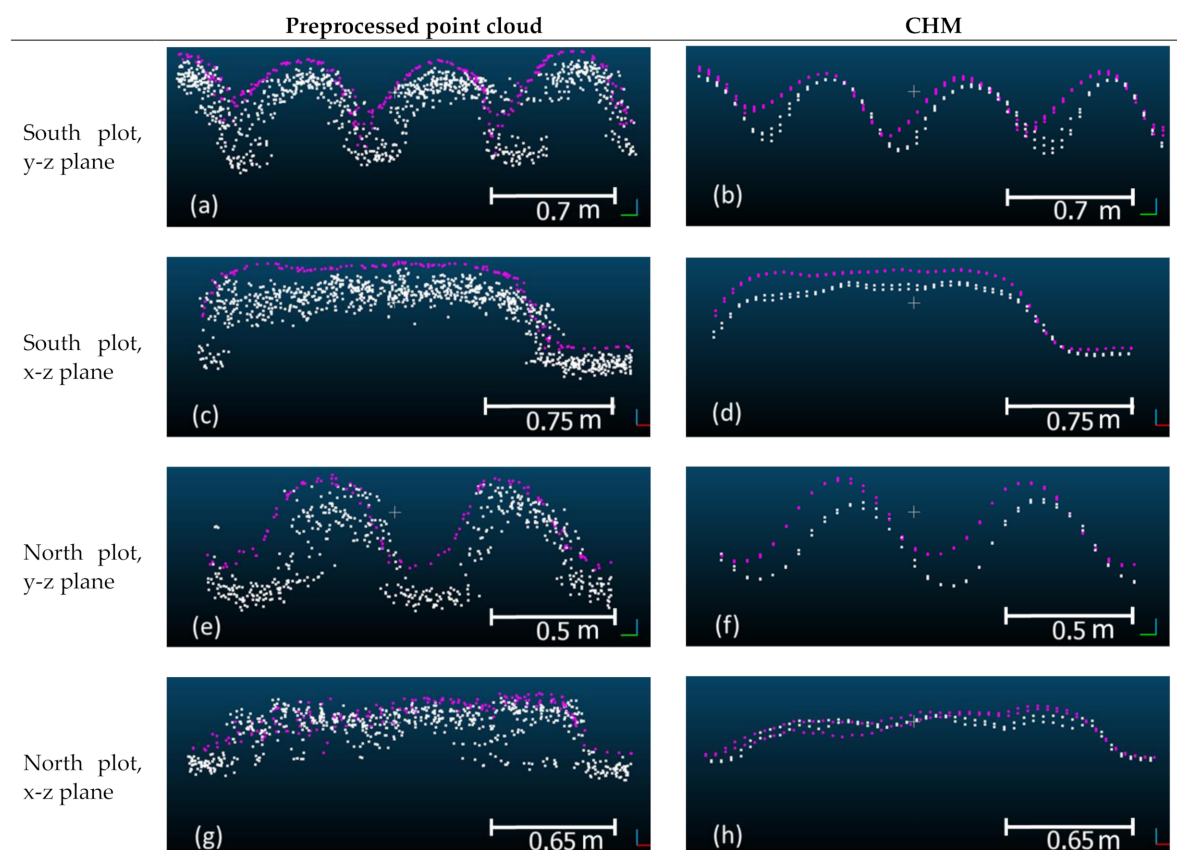 Preprocessed point cloud CHM
South plot,
y-z plane
(a) 0.7 m
(b) 0.7 m
South plot,
x-z plane
(c) 0.75 m
(d) 0.75 m
North plot,
y-z plane
(e) 0.5 m
(f) 0.5 m
North plot,
x-z plane
(g) 0.65 m
(h) 0.65 m